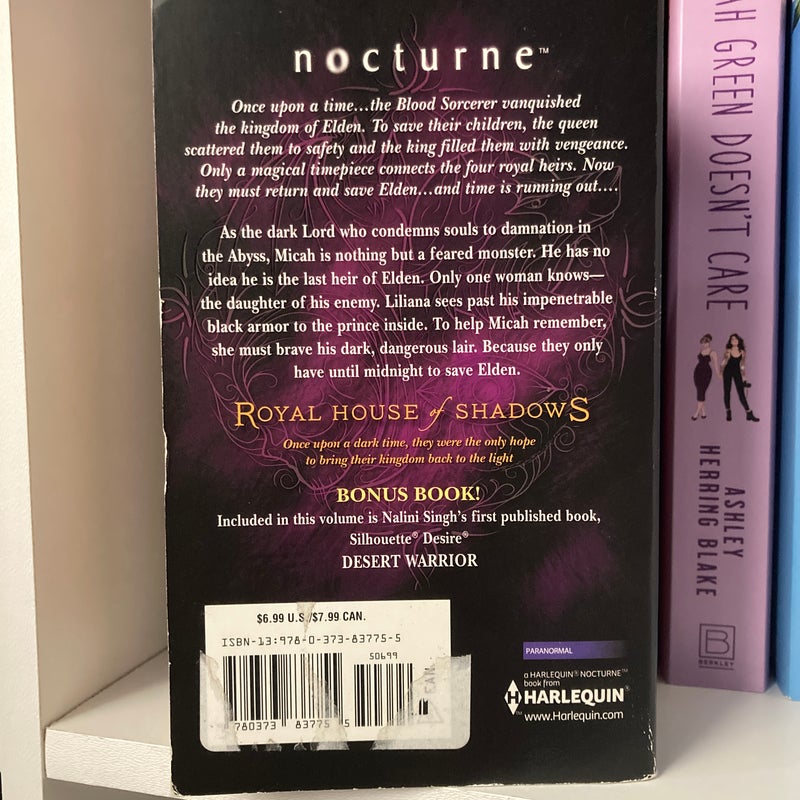 nocturne™
Once upon a time...the Blood Sorcerer vanquished
the kingdom of Elden. To save their children, the queen
scattered them to safety and the king filled them with vengeance.
Only a magical timepiece connects the four royal heirs. Now
they must return and save Elden...and time is running out....
As the dark Lord who condemns souls to damnation in
the Abyss, Micah is nothing but a feared monster. He has no
idea he is the last heir of Elden. Only one woman knows—
the daughter of his enemy. Liliana sees past his impenetrable
black armor to the prince inside. To help Micah remember,
she must brave his dark, dangerous lair. Because they only
have until midnight to save Elden.
ROYAL HOUSE of SHADOWS
Once upon a dark time, they were the only hope
to bring their kingdom back to the light
BONUS BOOK!
Included in this volume is Nalini Singh's first published book,
Silhouette® Desire®
DESERT WARRIOR
$6.99 U.S./$7.99 CAN.
ISBN-13:978-0-373-83775-5
50699
780373 83775 5
EAN
PARANORMAL
a HARLEQUIN® NOCTURNE™
book from
HARLEQUIN®
www.Harlequin.com
AH GREEN DOESN'T CARE
ASHLEY
HERRING BLAKE
B
BERKLEY